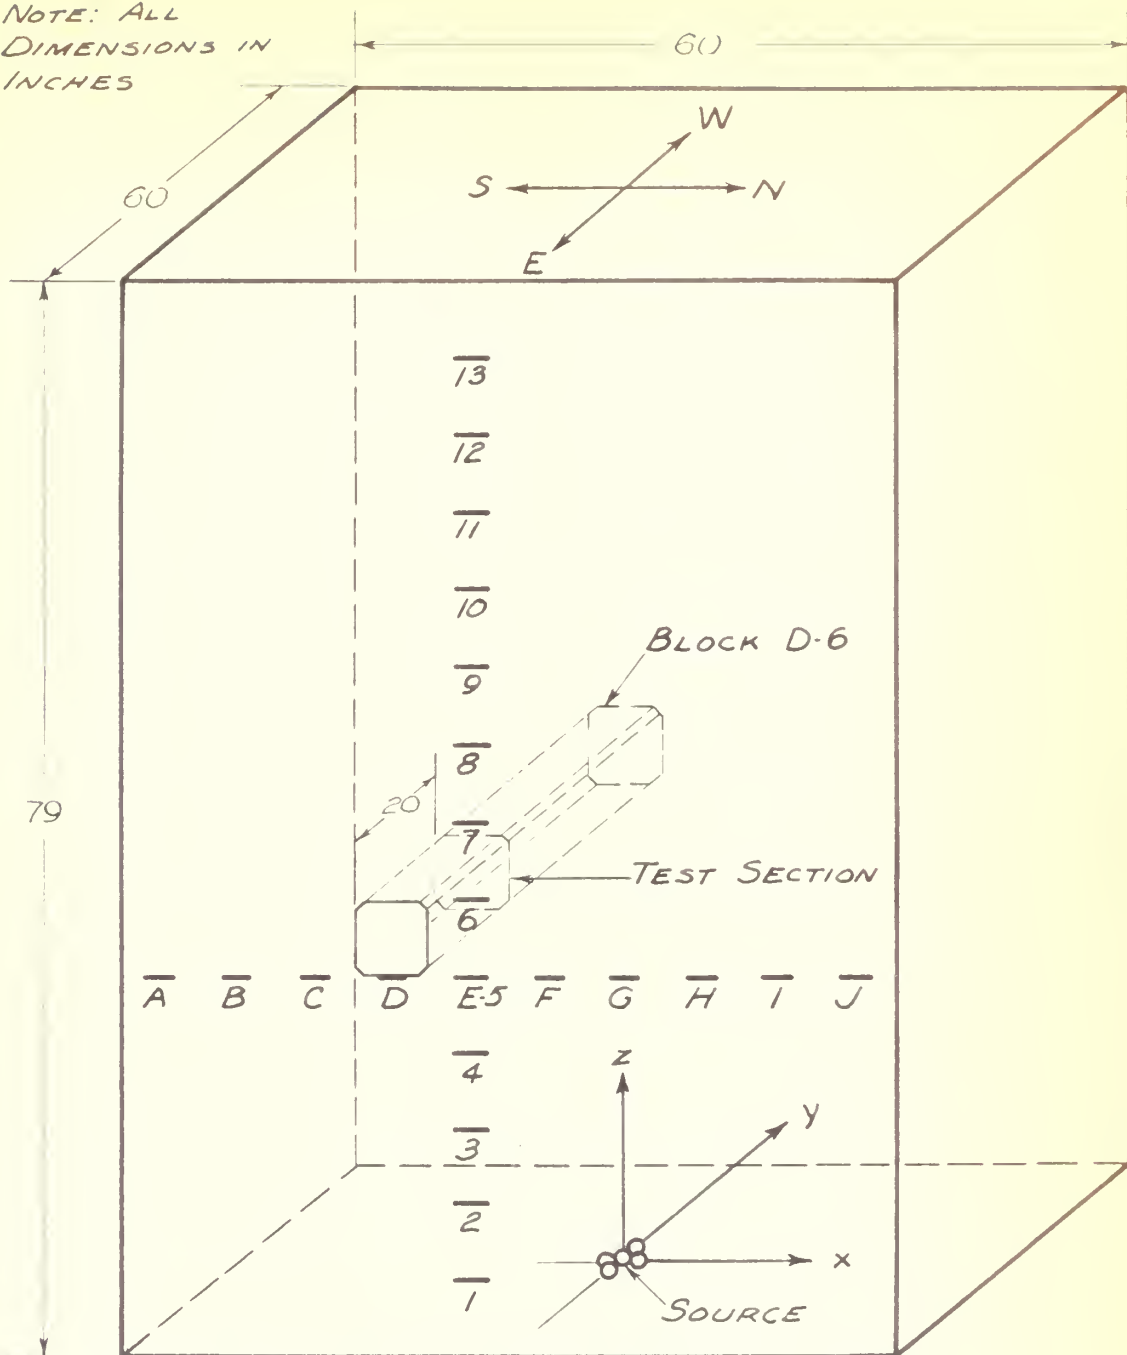 NOTE: ALL
DIMENSIONS IN
INCHES
60
60
W
S
N
E
13
12
11
10
9
BLOCK D-6
8
79
20
7
TEST SECTION
6
A B C D E-5 F G H I J
4
Z
Y
3
2
X
1
SOURCE